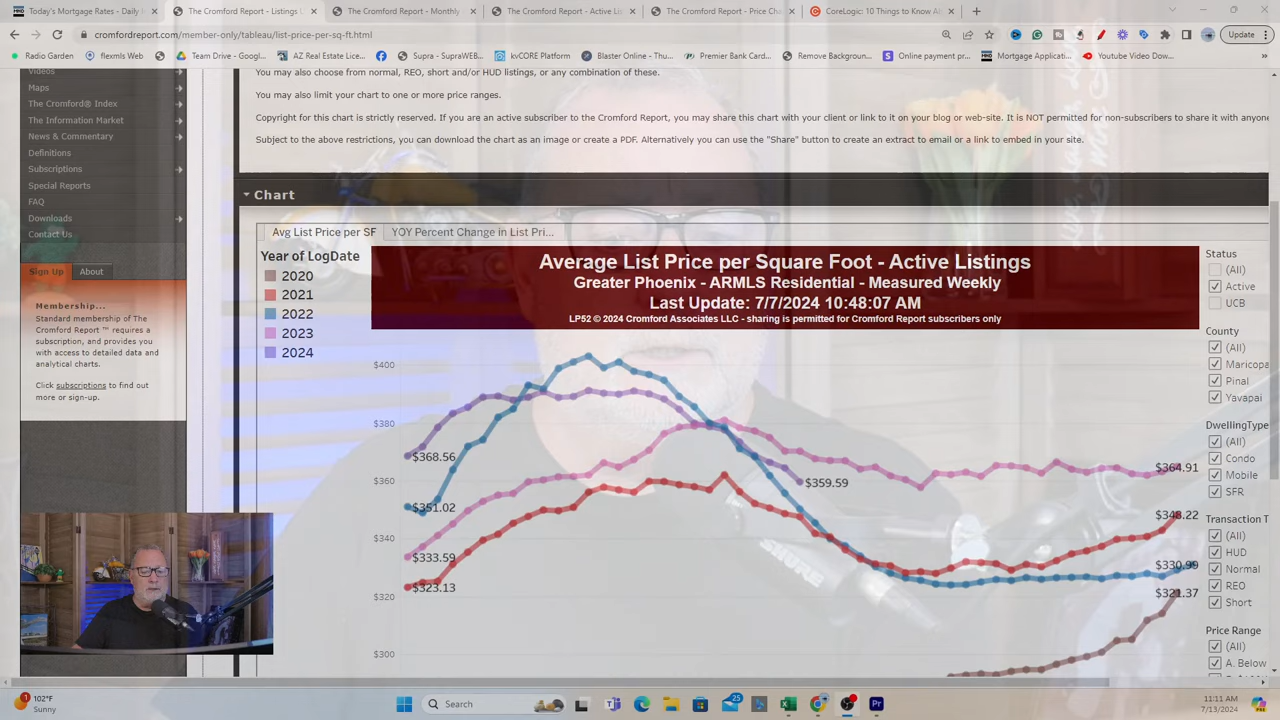 Today's Mortgage Rates - Daily
The Cromford Report - Listings
The Cromford Report - Monthly
The Cromford Report - Active Lis
The Cromford Report - Price Cha
CoreLogic: 10 Things to Know Ab
cromfordreport.com/member-only/tableau/list-price-per-sq-ft.html
Update
Radio Garden
flexmls Web
Team Drive - Googl...
AZ Real Estate Lice...
Supra - SupraWEB...
kvCORE Platform
Blaster Online - Thu...
Premier Bank Card...
Remove Backgroun...
Online payment pr...
Mortgage Applicati...
Youtube Video Dow...
Videos
Maps
The Cromford® Index
The Information Market
News & Commentary
Definitions
Subscriptions
Special Reports
FAQ
Downloads
Contact Us
Sign Up
About
Membership...
Standard membership of The
Cromford Report ™ requires a
subscription, and provides you
with access to detailed data and
analytical charts.
Click subscriptions to find out
more or sign-up.
You may also choose from normal, REO, short and/or HUD listings, or any combination of these.
You may also limit your chart to one or more price ranges.
Copyright for this chart is strictly reserved. If you are an active subscriber to the Cromford Report, you may share this chart with your client or link to it on your blog or web-site. It is NOT permitted for non-subscribers to share it with anyone
Subject to the above restrictions, you can download the chart as an image or create a PDF. Alternatively you can use the "Share" button to create an extract to email or a link to embed in your site.
Chart
Avg List Price per SF
YOY Percent Change in List Pri...
Year of LogDate
2020
2021
2022
2023
2024
Average List Price per Square Foot - Active Listings
Greater Phoenix - ARMLS Residential - Measured Weekly
Last Update: 7/7/2024 10:48:07 AM
LP52 © 2024 Cromford Associates LLC - sharing is permitted for Cromford Report subscribers only
$400
$380
$360
$340
$320
$300
$368.56
$351.02
$333.59
$323.13
$359.59
$364.91
$348.22
$330.99
$321.37
Status
(All)
Active
UCB
County
(All)
Maricopa
Pinal
Yavapai
DwellingType
(All)
Condo
Mobile
SFR
Transaction T
(All)
HUD
Normal
REO
Short
Price Range
(All)
A. Below
102°F
Sunny
Search
25
11:11 AM
7/13/2024